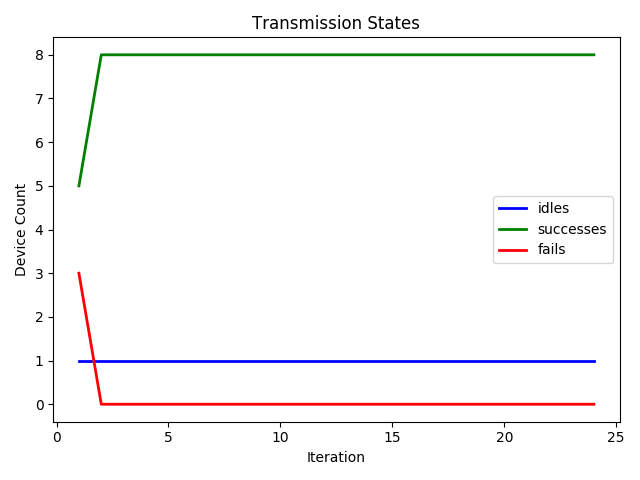 Transmission States
Device Count
8
7
6
5
4
3
2
1
0
idles
successes
fails
0 5 10 15 20 25
Iteration